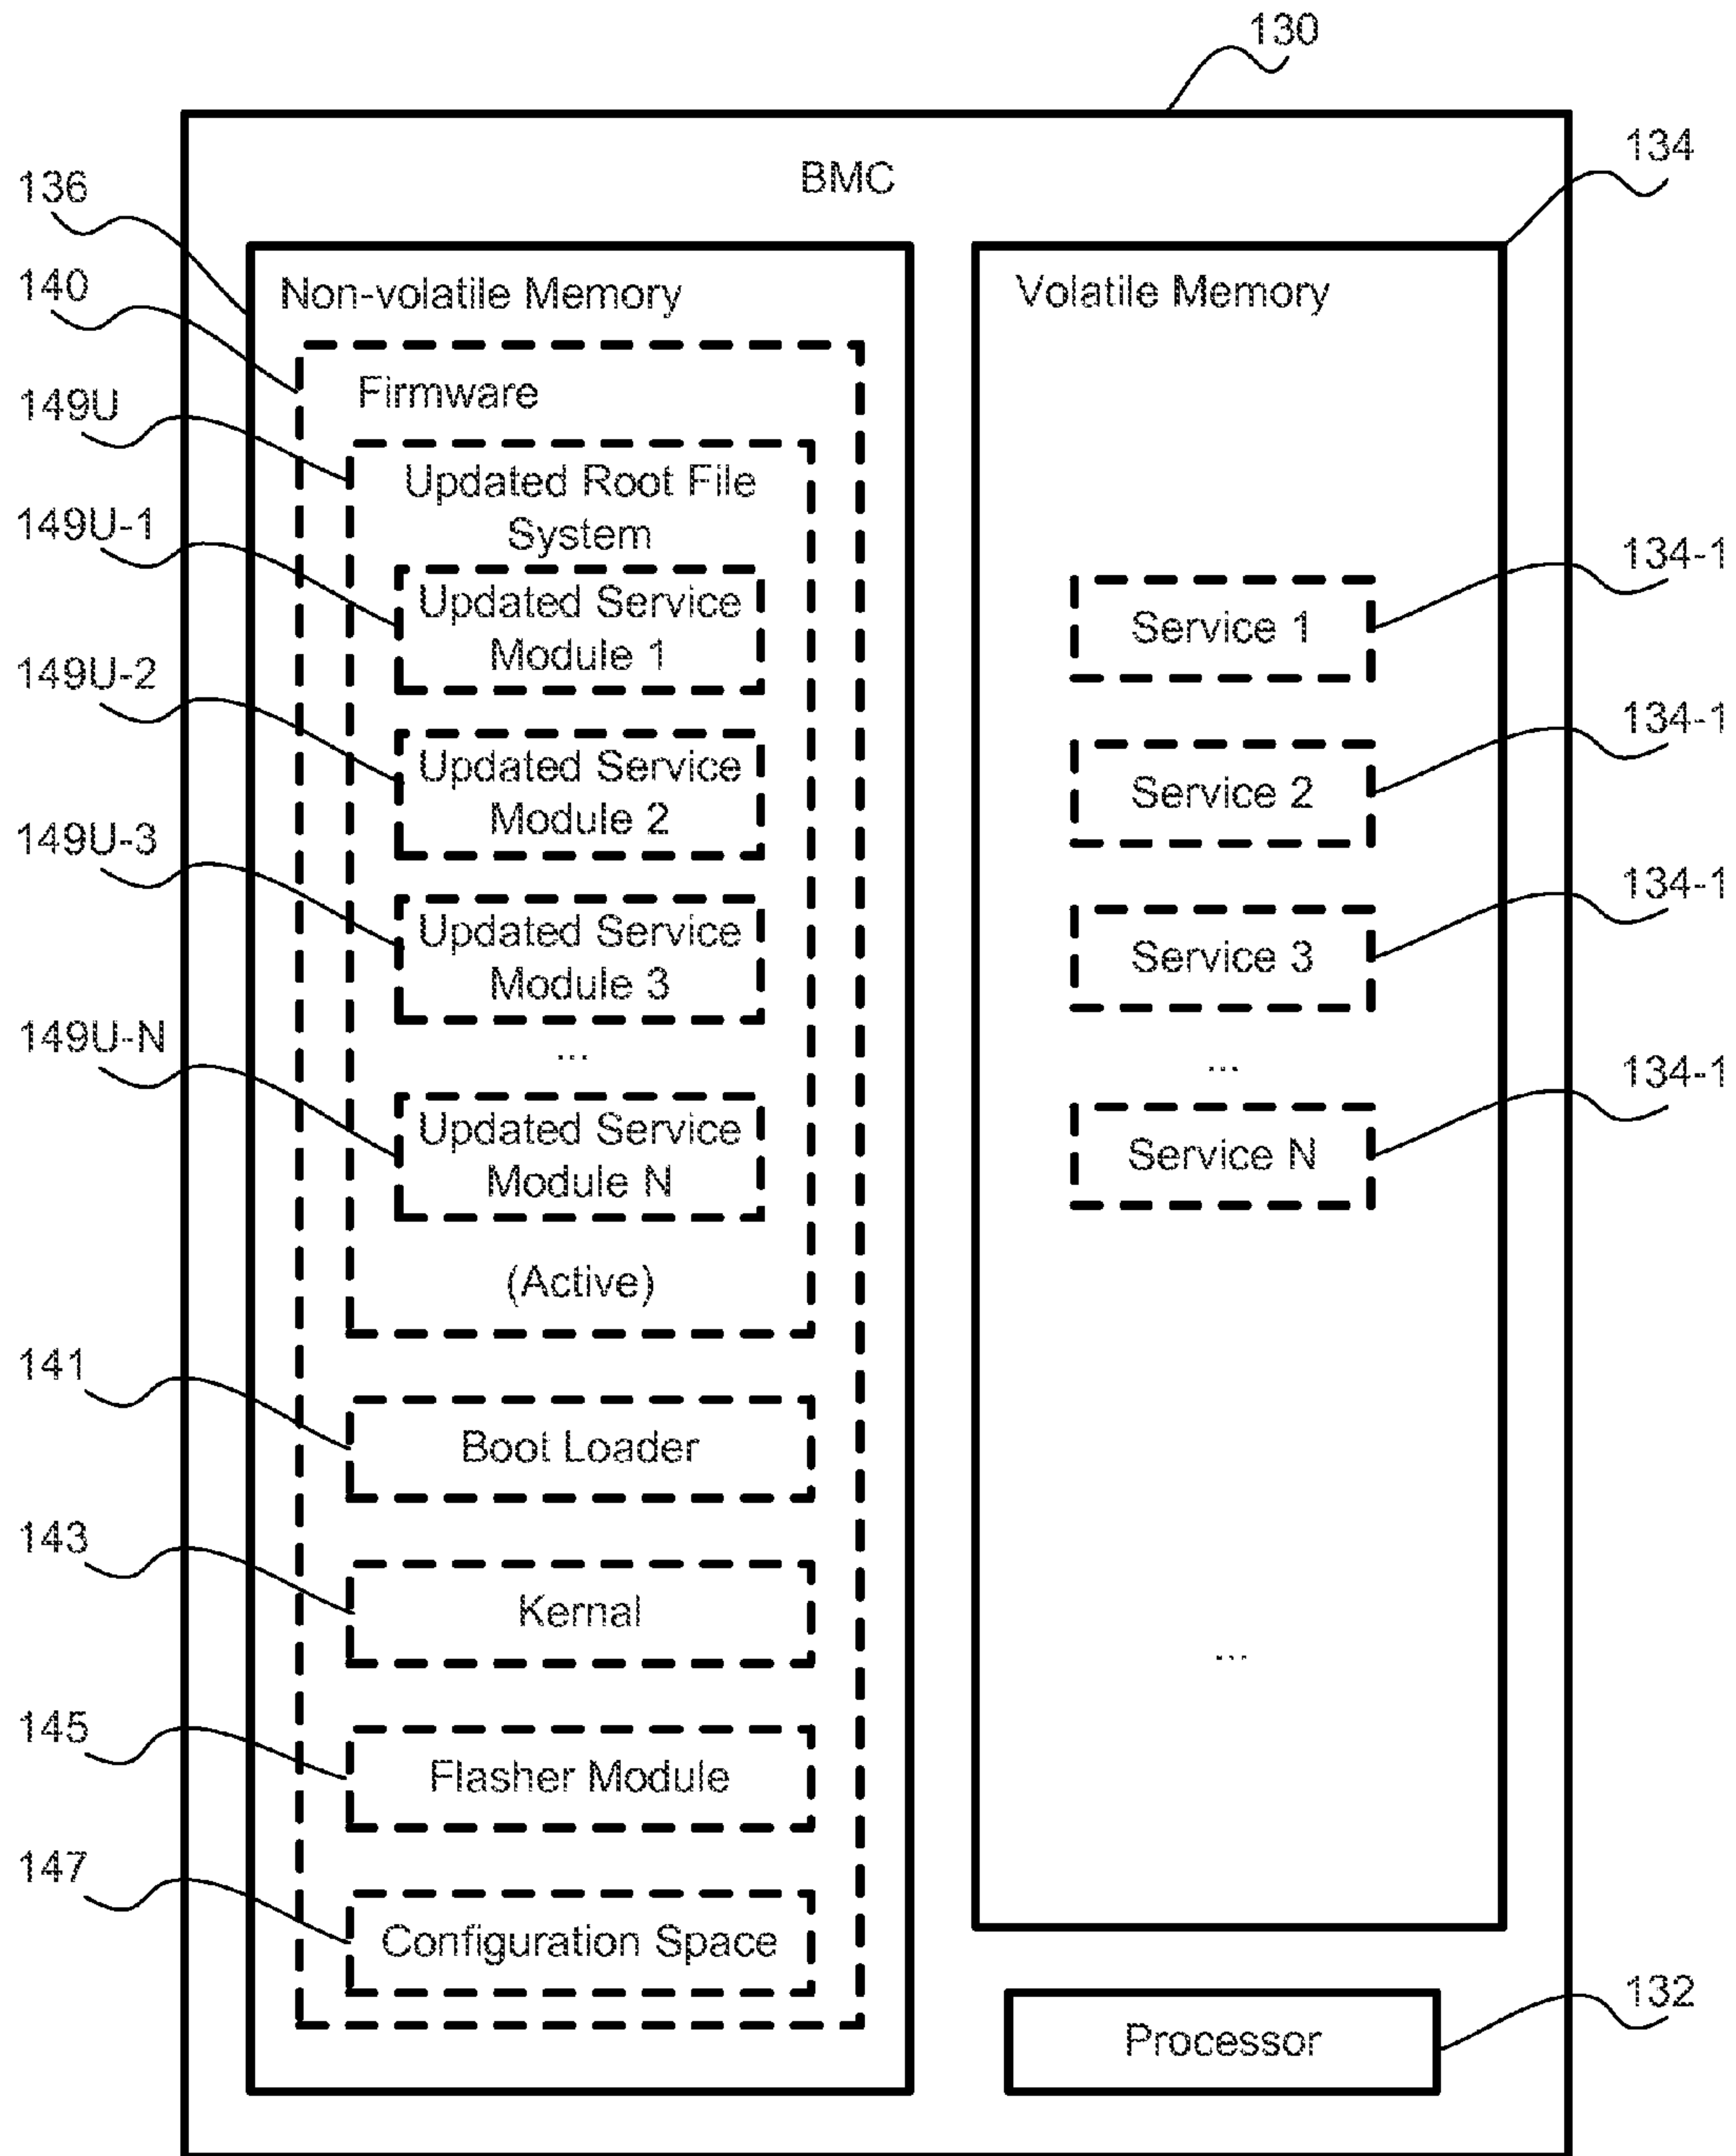 130
BMC
134
136
140
Non-volatile Memory
Volatile Memory
Firmware
149U
Updated Root File
System
149U-1
Updated Service
Module 1
134-1
Service 1
149U-2
Updated Service
Module 2
134-1
Service 2
149U-3
Updated Service
Module 3
134-1
Service 3
...
...
149U-N
Updated Service
Module N
134-1
Service N
(Active)
141
Boot Loader
143
Kernal
...
145
Flasher Module
147
Configuration Space
132
Processor